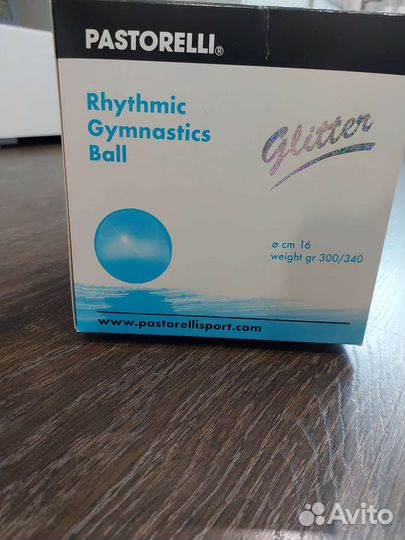 PASTORELLI®
Rhythmic
Gymnastics
Ball
Glitter
ø cm 16
weight gr 300/340
www.pastorellisport.com
Avito